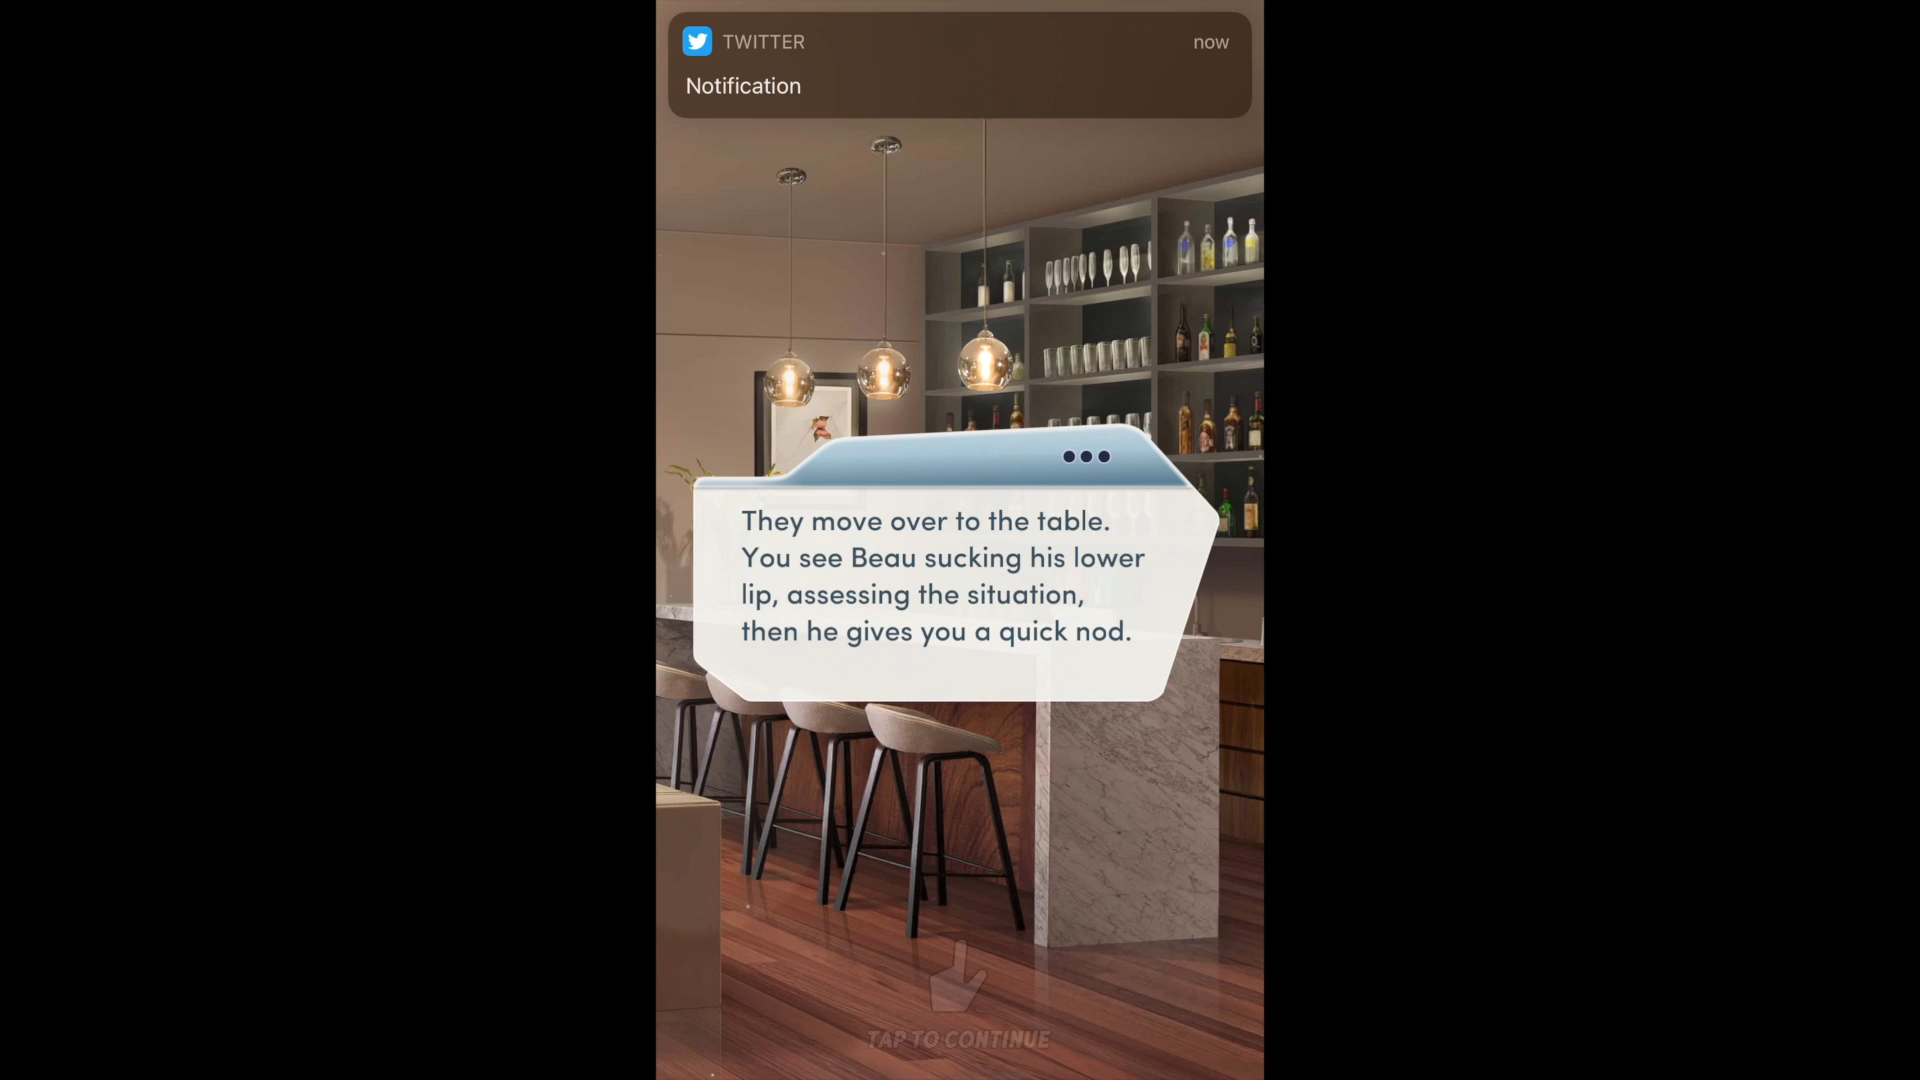 TWITTER
now
Notification
They move over to the table.
You see Beau sucking his lower
lip, assessing the situation,
then he gives you a quick nod.
TAP TO CONTINUE